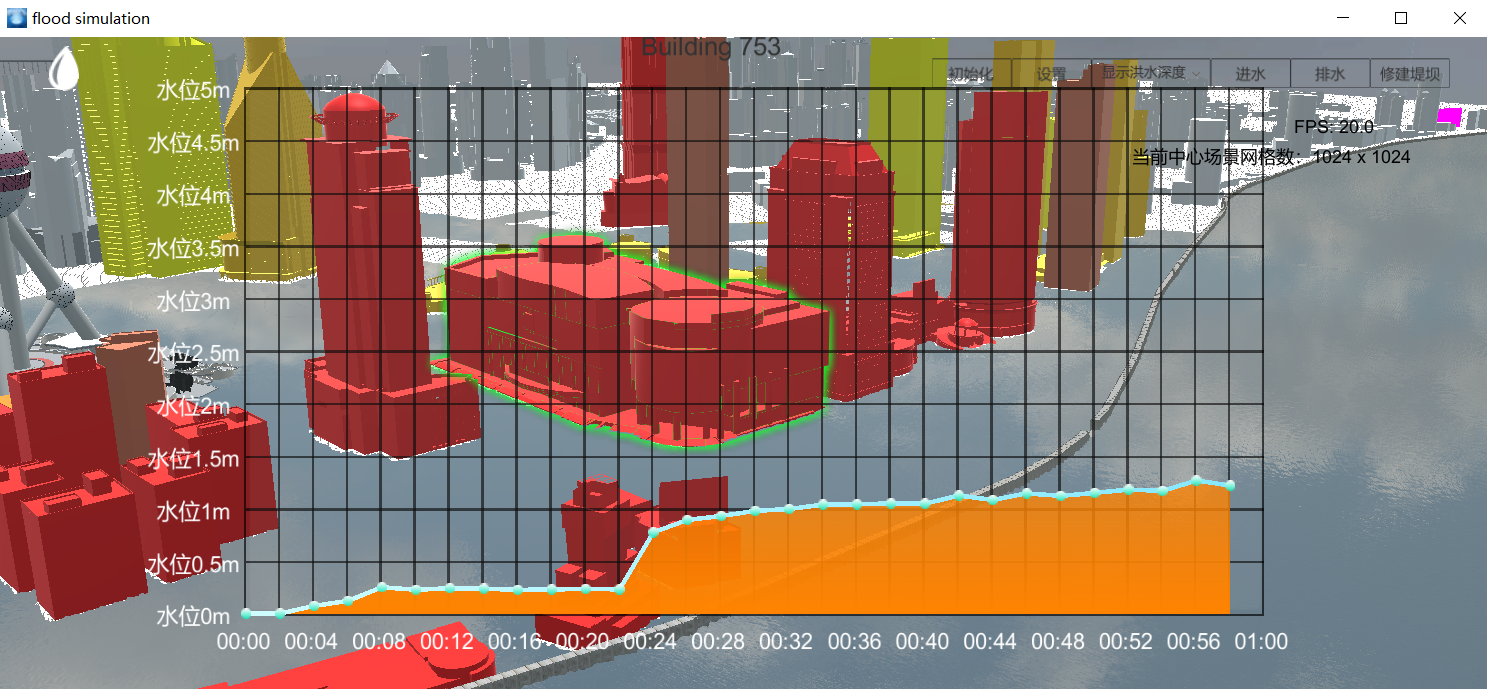 flood simulation
Building 753
初始化 设置 显示洪水深度 进水 排水 修建堤坝
FPS: 20.0
当前中心场景网格数: 1024 x 1024
水位5m
水位4.5m
水位4m
水位3.5m
水位3m
水位2.5m
水位2m
水位1.5m
水位1m
水位0.5m
水位0m
00:00 00:04 00:08 00:12 00:16 00:20 00:24 00:28 00:32 00:36 00:40 00:44 00:48 00:52 00:56 01:00